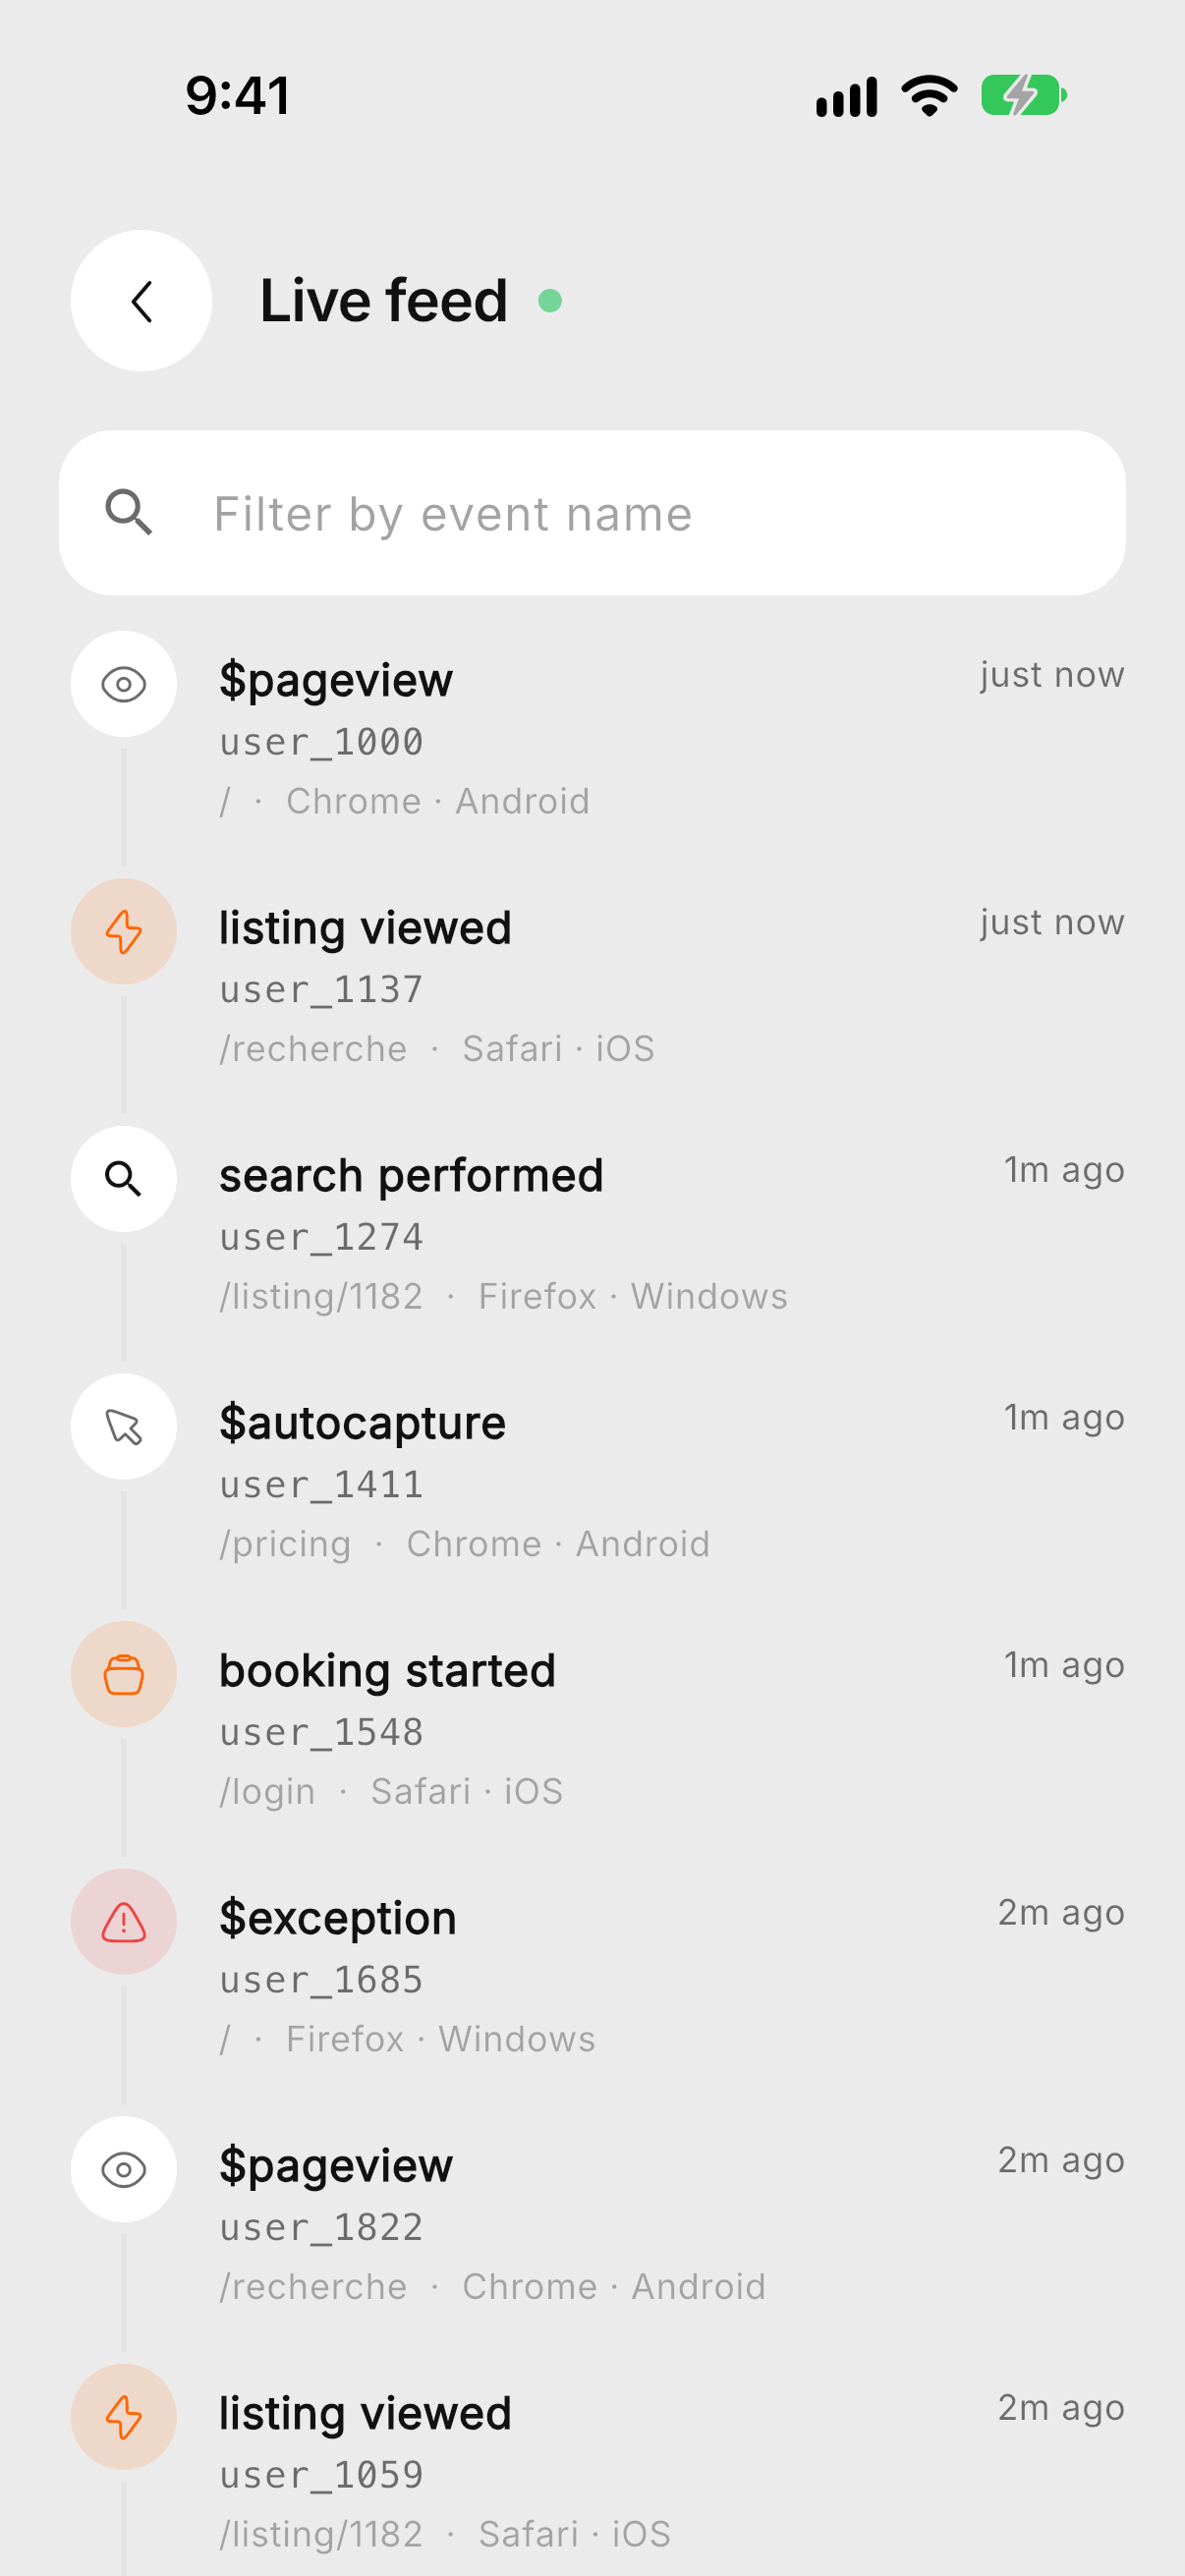 9:41
Live feed
Filter by event name
$pageview
just now
user_1000
/ · Chrome · Android
listing viewed
just now
user_1137
/recherche · Safari · iOS
search performed
1m ago
user_1274
/listing/1182 · Firefox · Windows
$autocapture
1m ago
user_1411
/pricing · Chrome · Android
booking started
1m ago
user_1548
/login · Safari · iOS
$exception
2m ago
user_1685
/ · Firefox · Windows
$pageview
2m ago
user_1822
/recherche · Chrome · Android
listing viewed
2m ago
user_1059
/listing/1182 · Safari · iOS